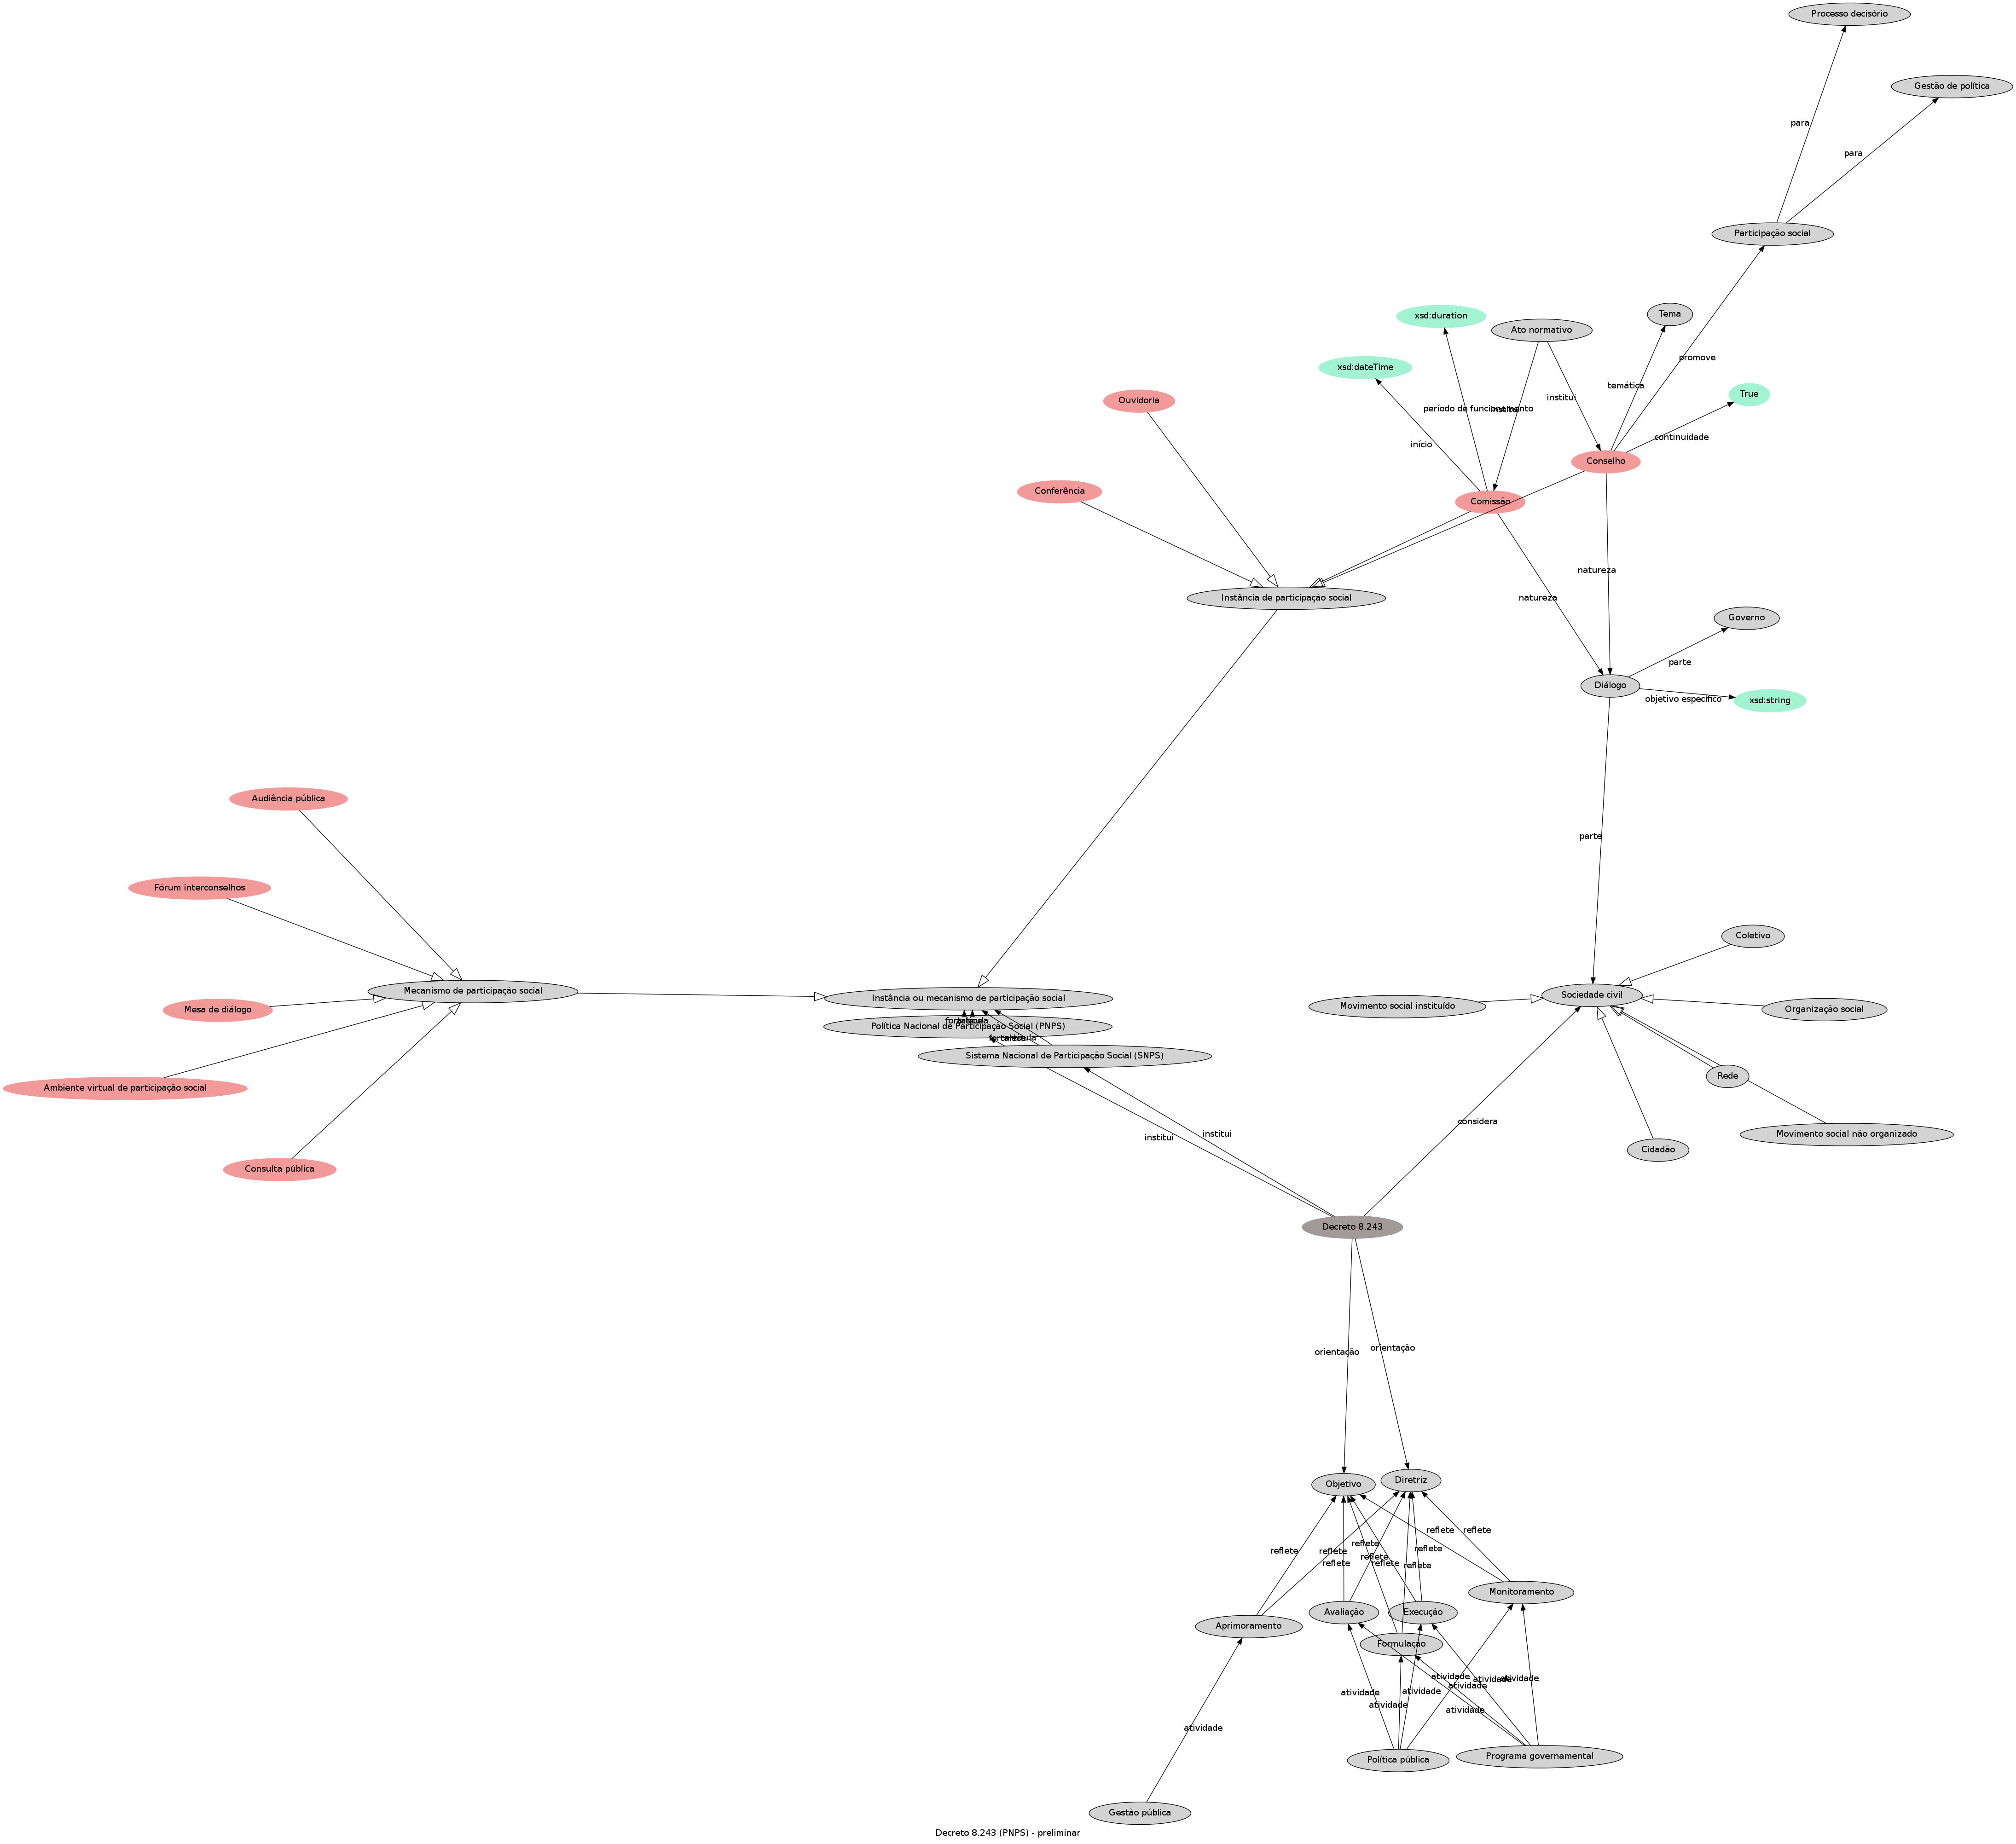 Processo decisório
Gestão de política
para
para
Participação social
xsd:duration
Ato normativo
Tema
promove
xsd:dateTime
temática
True
Ouvidoria
institui
período de funcionamento
institui
continuidade
início
Conselho
Conferência
Comissão
natureza
natureza
Instância de participação social
Governo
parte
Diálogo
objetivo específico
xsd:string
Audiência pública
parte
Fórum interconselhos
Coletivo
Mecanismo de participação social
Instância ou mecanismo de participação social
Sociedade civil
Mesa de diálogo
Movimento social instituído
Organização social
fortalece
Política Nacional de Participação Social (PNPS)
Sistema Nacional de Participação Social (SNPS)
Rede
Ambiente virtual de participação social
considera
institui
institui
Movimento social não organizado
Cidadão
Consulta pública
Decreto 8.243
orientação
orientação
Objetivo
Diretriz
reflete
reflete
reflete
reflete
reflete
reflete
reflete
reflete
reflete
reflete
Monitoramento
Avaliação
Execução
Aprimoramento
Formulação
atividade
atividade
atividade
atividade
atividade
atividade
atividade
atividade
atividade
Política pública
Programa governamental
Gestão pública
Decreto 8.243 (PNPS) - preliminar